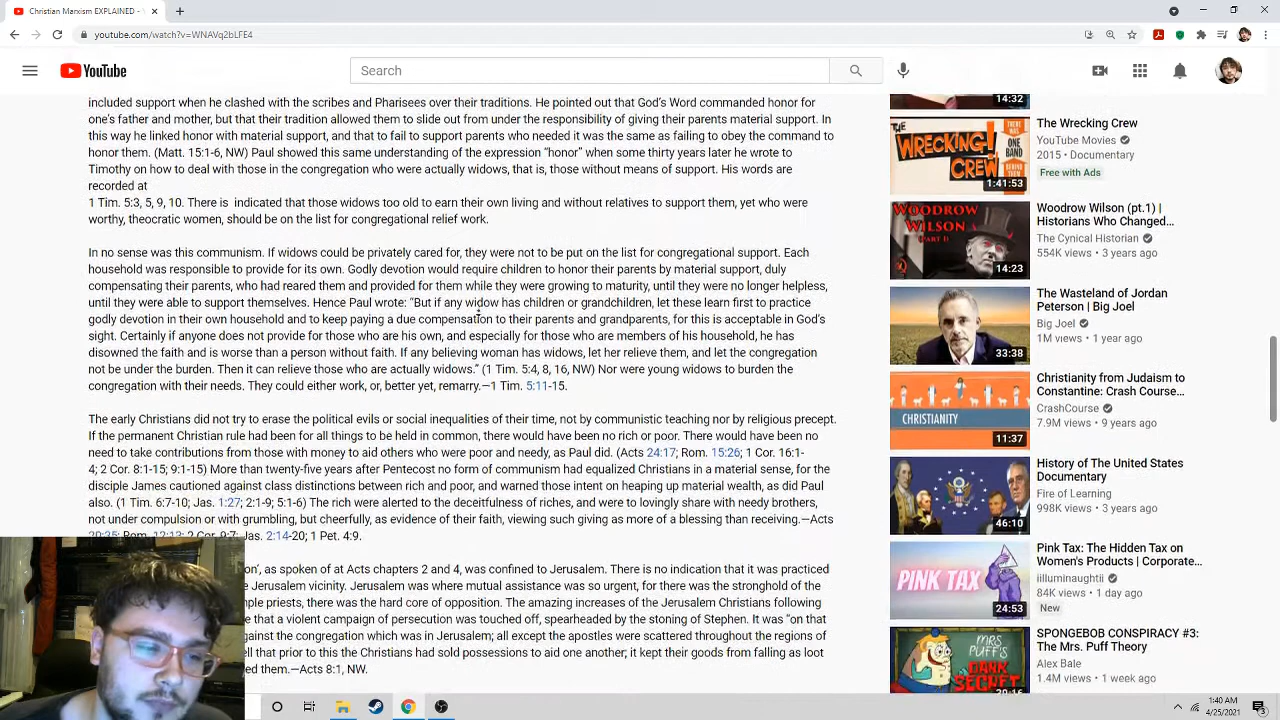 Christian Myth EXPLAINED -
youtube.com/watch?v=WNAVq2bLFE4
YouTube
Search
included support when he clashed with the scribes and Pharisees over their traditions. He pointed out that God's Word commanded honor for
one's father and mother, but that their tradition allowed them to slide out from under the responsibility of giving their parents material support. In
this way he linked honor with material support, and that to fail to support parents who needed it was the same as failing to obey the command to
honor them. (Matt. 15:1-6, NW) Paul showed this same understanding of the expression "honor" when some thirty years later he wrote to
Timothy on how to deal with those in the congregation who were actually widows, that is, those without means of support. His words are
recorded at
1 Tim. 5:3, 5, 9, 10. There is indicated that those widows too old to earn their own living and without relatives to support them, yet who were
worthy, theocratic women, should be on the list for congregational relief work.
In no sense was this communism. If widows could be privately cared for, they were not to be put on the list for congregational support. Each
household was responsible to provide for its own. Godly devotion would require children to honor their parents by material support, duly
compensating their parents, who had reared them and provided for them while they were growing to maturity, until they were no longer helpless,
until they were able to support themselves. Hence Paul wrote: "But if any widow has children or grandchildren, let these learn first to practice
godly devotion in their own household and to keep paying a due compensation to their parents and grandparents, for this is acceptable in God's
sight. Certainly if anyone does not provide for those who are his own, and especially for those who are members of his household, he has
disowned the faith and is worse than a person without faith. If any believing woman has widows, let her relieve them, and let the congregation
not be under the burden. Then it can relieve those who are actually widows." (1 Tim. 5:4, 8, 16, NW) Nor were young widows to burden the
congregation with their needs. They could either work, or, better yet, remarry.—1 Tim. 5:11-15.
The early Christians did not try to erase the political evils or social inequalities of their time, not by communistic teaching nor by religious precept.
If the permanent Christian rule had been for all things to be held in common, there would have been no rich or poor. There would have been no
need to take contributions from those with money to aid others who were poor and needy, as Paul did. (Acts 24:17; Rom. 15:26; 1 Cor. 16:1-
4; 2 Cor. 8:1-15; 9:1-15) More than twenty-five years after Pentecost no form of communism had equalized Christians in a material sense, for the
disciple James cautioned against class distinctions between rich and poor, and warned those intent on heaping up material wealth, as did Paul
also. (1 Tim. 6:7-10; Jas. 1:27; 2:1-9; 5:1-6) The rich were alerted to the deceitfulness of riches, and were to lovingly share with needy brothers,
not under compulsion or with grumbling, but cheerfully, as evidence of their faith, viewing such giving as more of a blessing than receiving.—Acts
20:35; Rom. 12:13; 2 Cor. 9:7; Jas. 2:14-20; 1 Pet. 4:9.
on', as spoken of at Acts chapters 2 and 4, was confined to Jerusalem. There is no indication that it was practiced
e Jerusalem vicinity. Jerusalem was where mutual assistance was so urgent, for there was the stronghold of the
mple priests, there was the hard core of opposition. The amazing increases of the Jerusalem Christians following
e that a violent campaign of persecution was touched off, spearheaded by the stoning of Stephen. It was "on that
Congregation which was in Jerusalem; all except the apostles were scattered throughout the regions of
ell that prior to this the Christians had sold possessions to aid one another; it kept their goods from falling as loot
ed them.—Acts 8:1, NW.
14:32
THE WRECKING CREW!
THERE WAS ONE BAND BEHIND THEM
1:41:53
The Wrecking Crew
YouTube Movies
2015 • Documentary
Free with Ads
WOODROW
WILSON
(PART I)
14:23
Woodrow Wilson (pt.1) |
Historians Who Changed...
The Cynical Historian
554K views • 3 years ago
33:38
The Wasteland of Jordan
Peterson | Big Joel
Big Joel
1M views • 1 year ago
CHRISTIANITY
11:37
Christianity from Judaism to
Constantine: Crash Course...
CrashCourse
7.9M views • 9 years ago
46:10
History of The United States
Documentary
Fire of Learning
998K views • 3 years ago
PINK TAX
24:53
Pink Tax: The Hidden Tax on
Women's Products | Corporate...
illuminaughtii
84K views • 1 day ago
New
MRS
PUFF'S
DANK
SECRET
SPONGEBOB CONSPIRACY #3:
The Mrs. Puff Theory
Alex Bale
1.4M views • 1 week ago
1:40 AM
5/6/2021